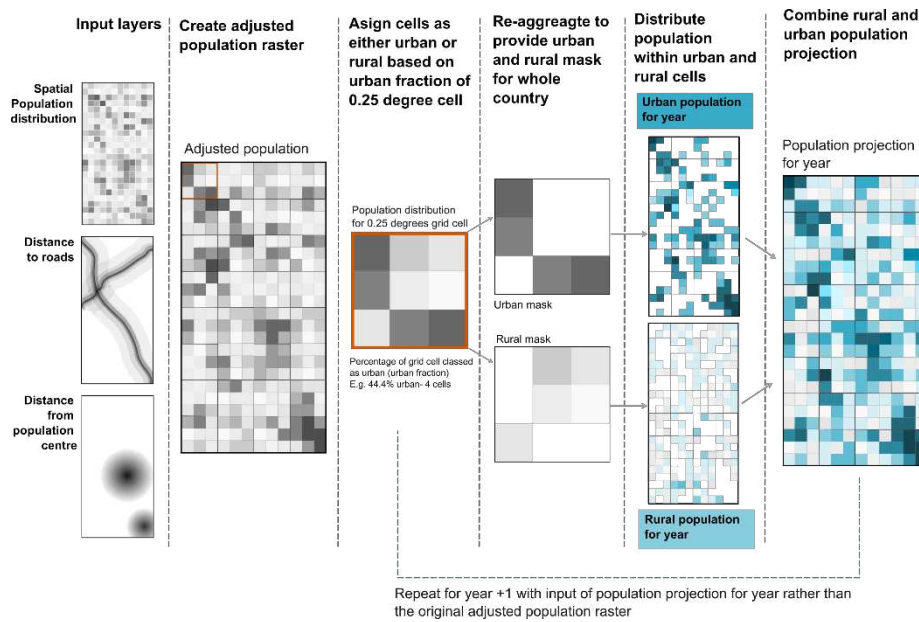 Input layers
Spatial
Population
distribution
Distance
to roads
Distance
from
population
centre
Create adjusted
population raster
Adjusted population
Asign cells as
either urban or
rural based on
urban fraction of
0.25 degree cell
Population distribution
for 0.25 degrees grid cell
Percentage of grid cell classed
as urban (urban fraction)
E.g. 44.4% urban- 4 cells
Re-aggreagte to
provide urban
and rural mask
for whole
country
Urban mask
Rural mask
Distribute
population
within urban and
rural cells
Urban population
for year
Rural population
for year
Combine rural and
urban population
projection
Population projection
for year
Repeat for year +1 with input of population projection for year rather than
the original adjusted population raster